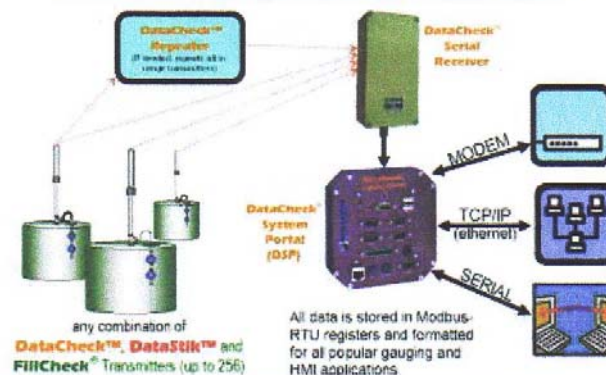 DataCheck™
Repeater
(If needed, repeats all in
range transmitters)
DataCheck™
Serial
Receiver
MODEM
DataCheck™
System
Portal
(DSP)
TCP/IP
(ethernet)
SERIAL
any combination of
DataCheck™, DataStik™ and
FillCheck® Transmitters (up to 256)
All data is stored in Modbus-
RTU registers and formatted
for all popular gauging and
HMI applications